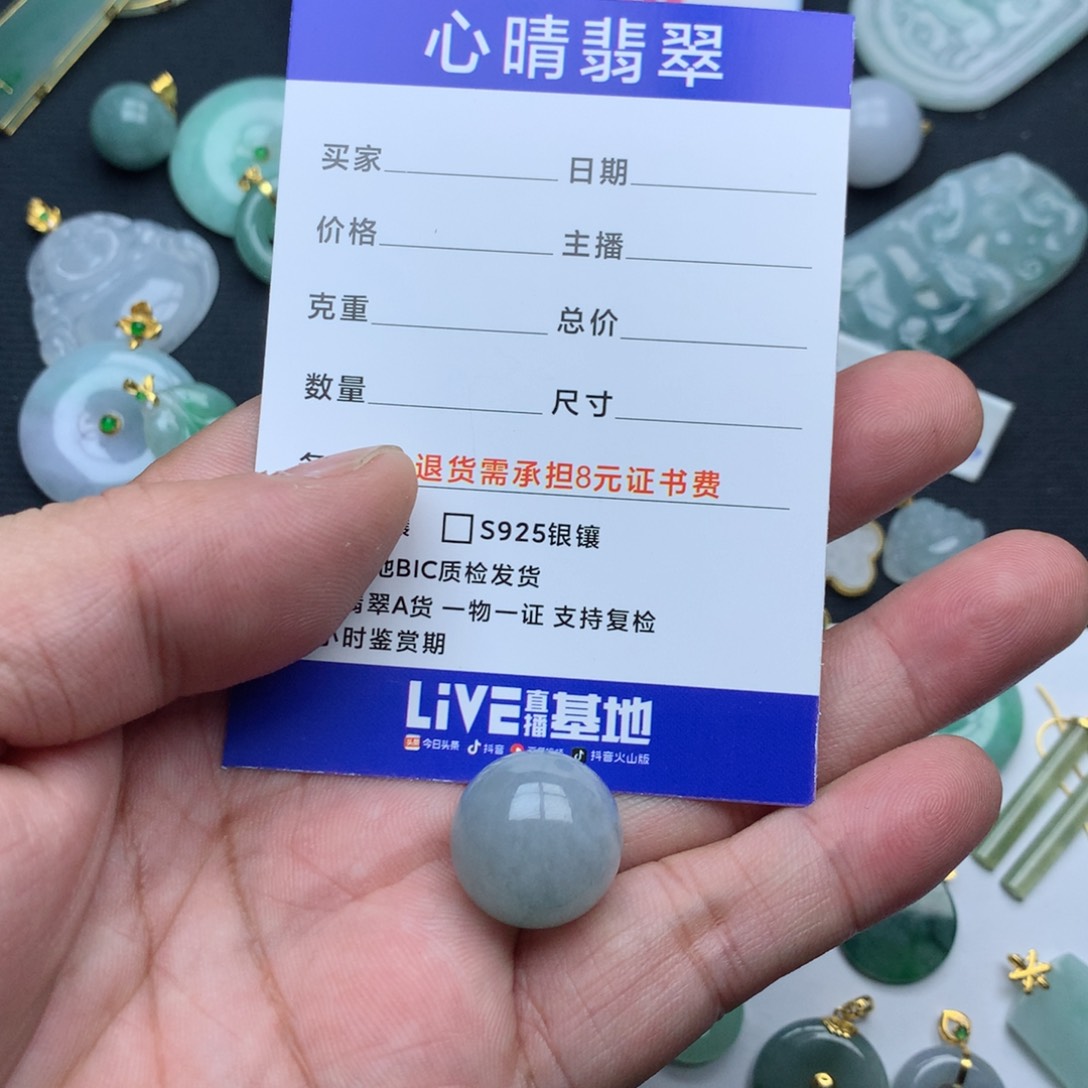 心晴翡翠
买家 日期
价格 主播
克重 总价
数量 尺寸
退货需承担8元证书费
S925银镶
地BIC质检发货
翡翠A货 一物一证 支持复检
小时鉴赏期
LiVE直播基地
今日头条 抖音 抖音火山版